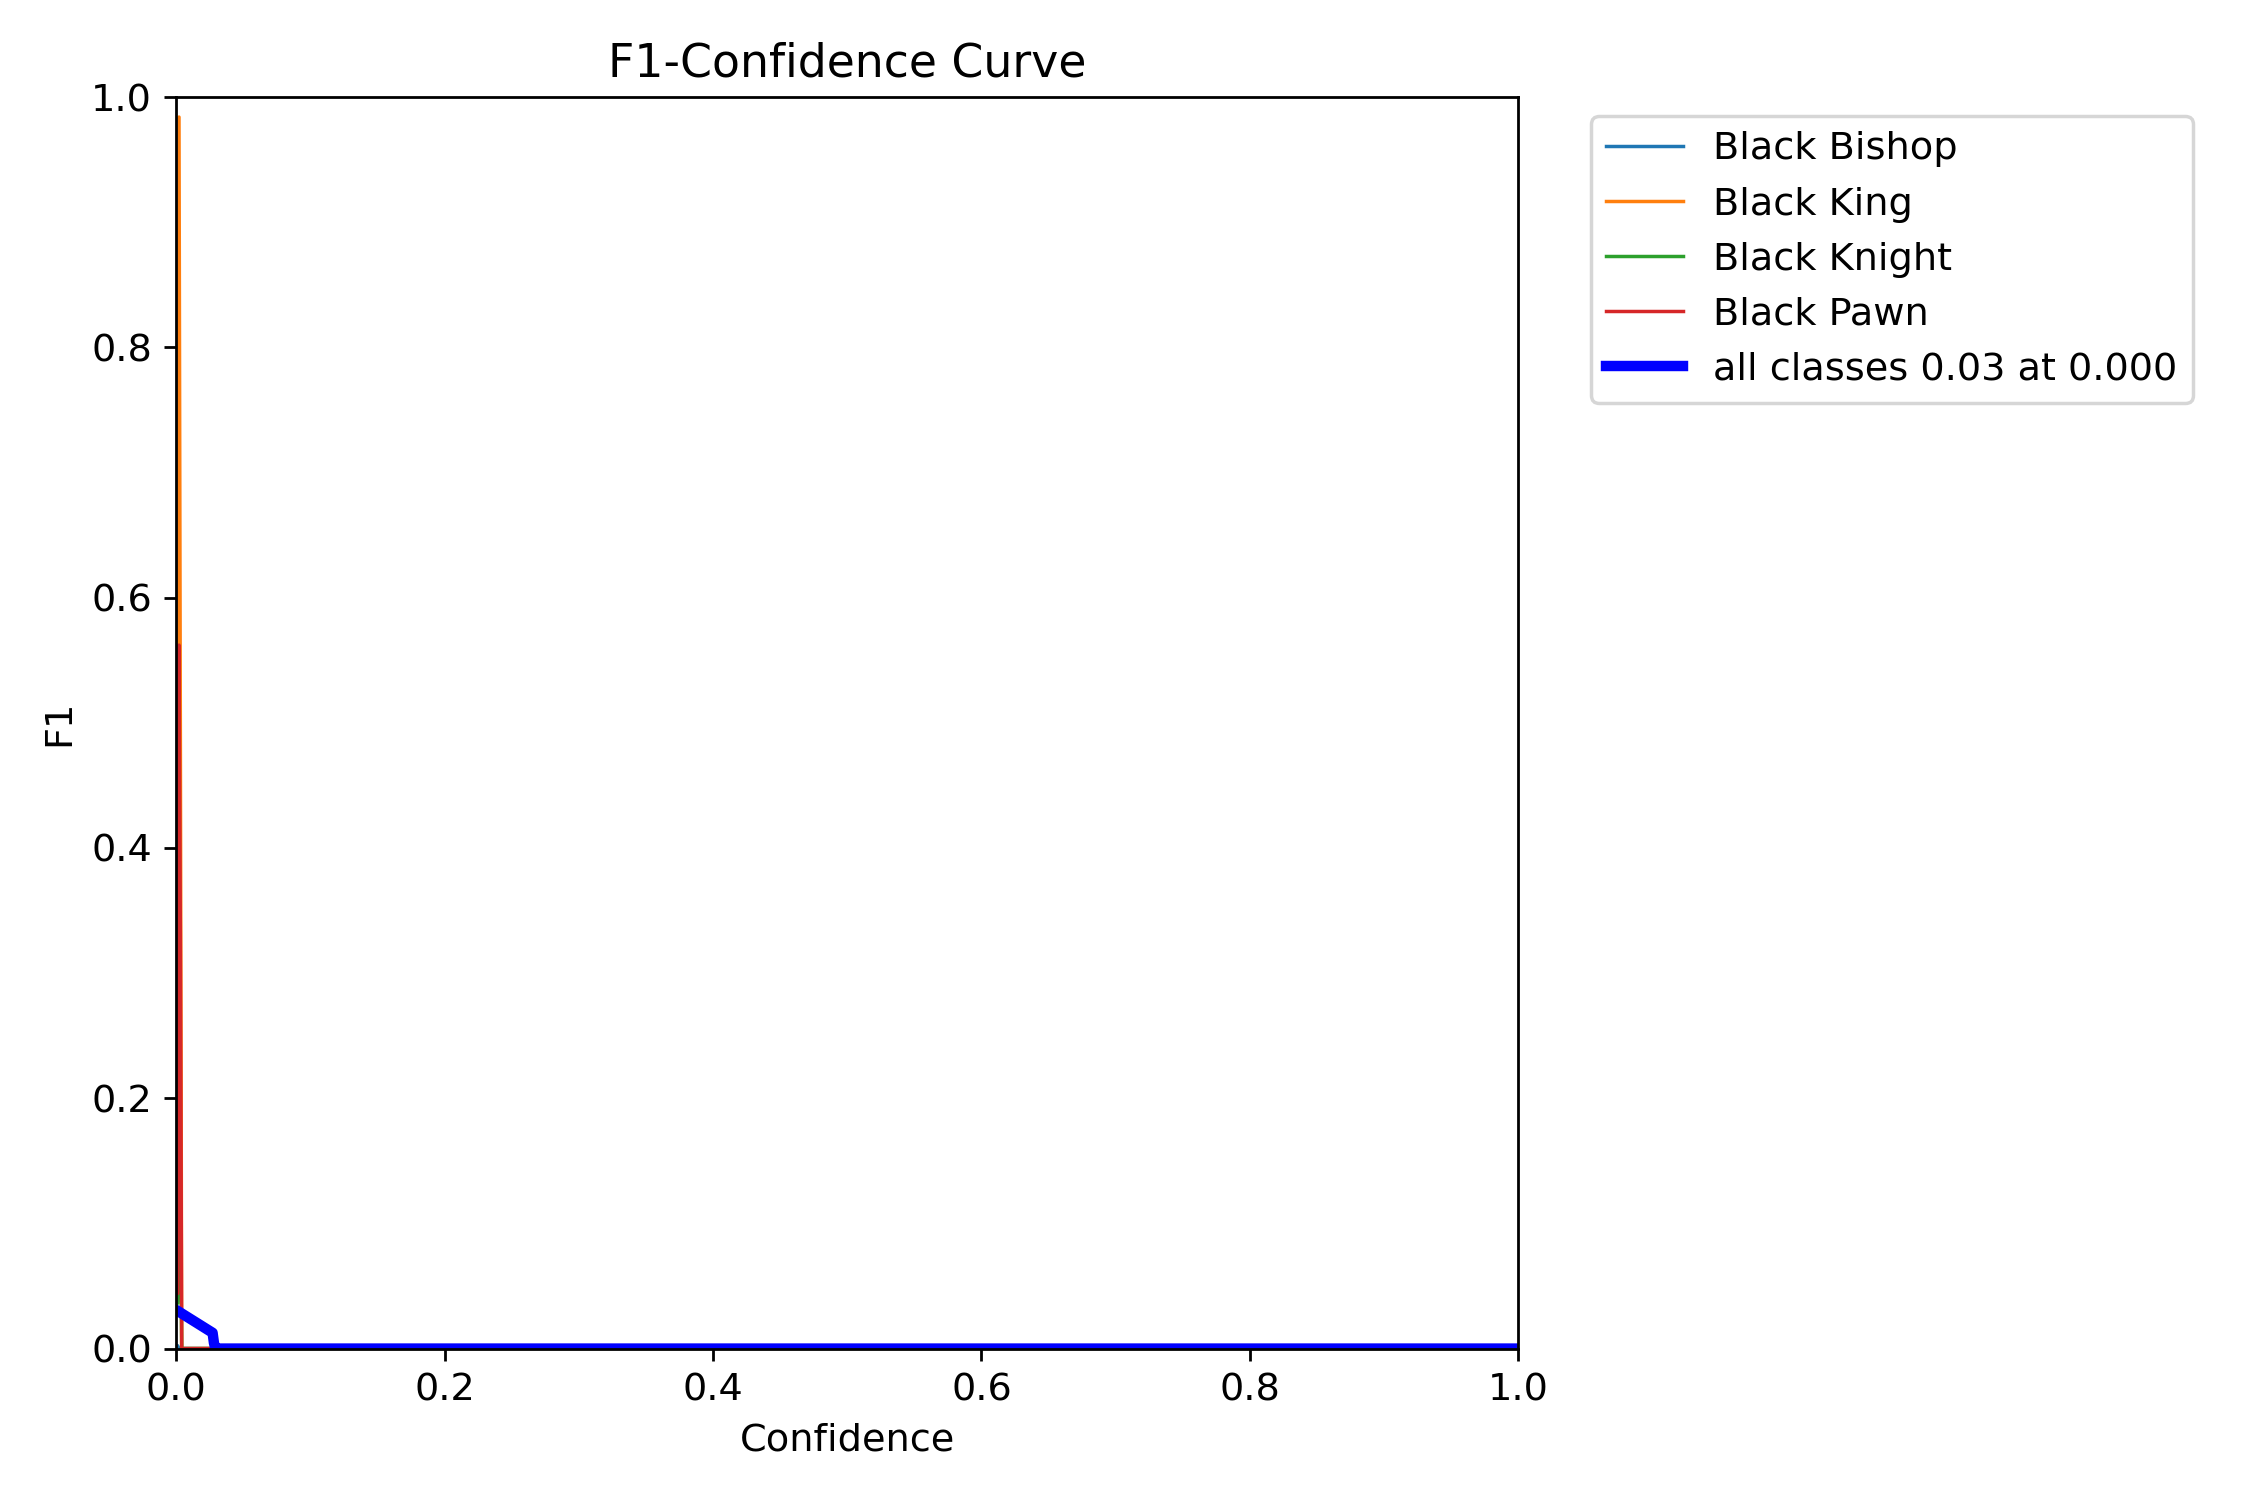 F1-Confidence Curve
1.0
0.8
0.6
0.4
0.2
0.0
F1
0.0 0.2 0.4 0.6 0.8 1.0
Confidence
Black Bishop
Black King
Black Knight
Black Pawn
all classes 0.03 at 0.000